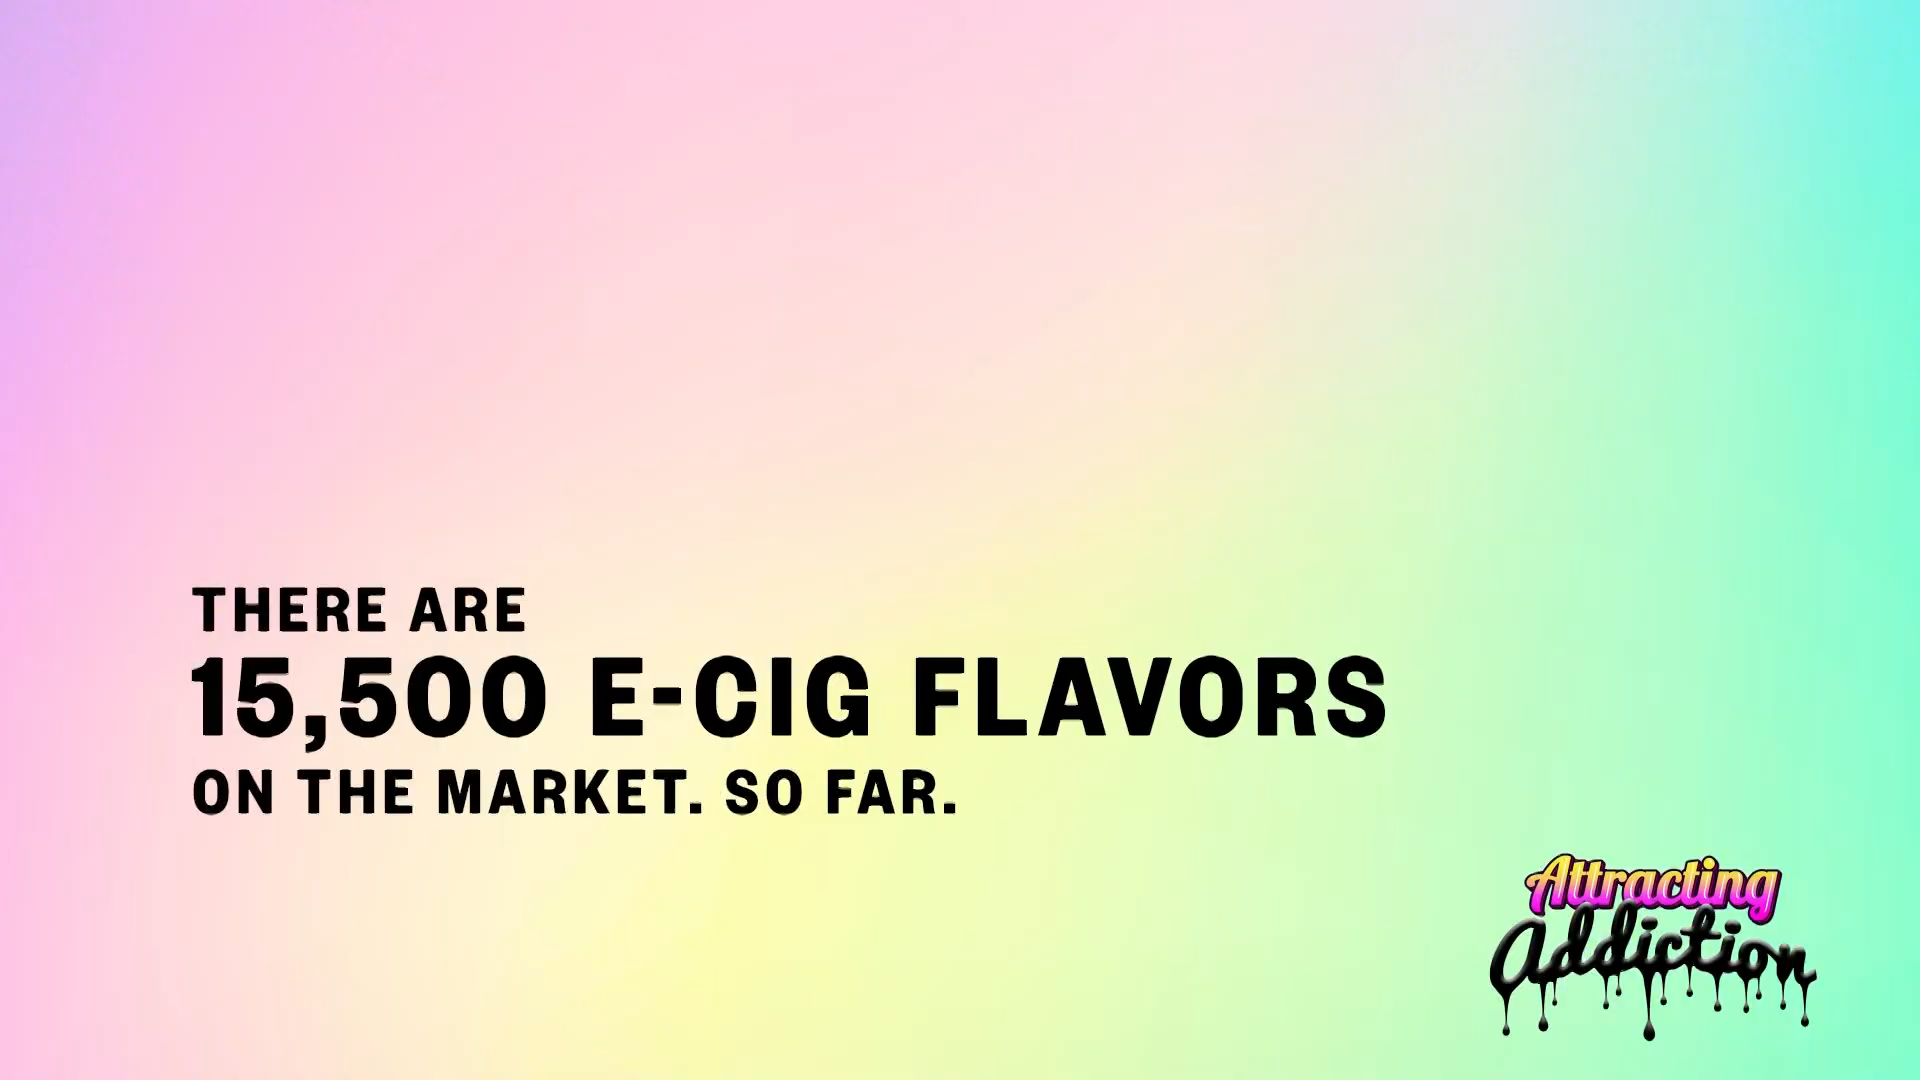 THERE ARE
15,500 E-CIG FLAVORS
ON THE MARKET. SO FAR.
Attracting
Addiction